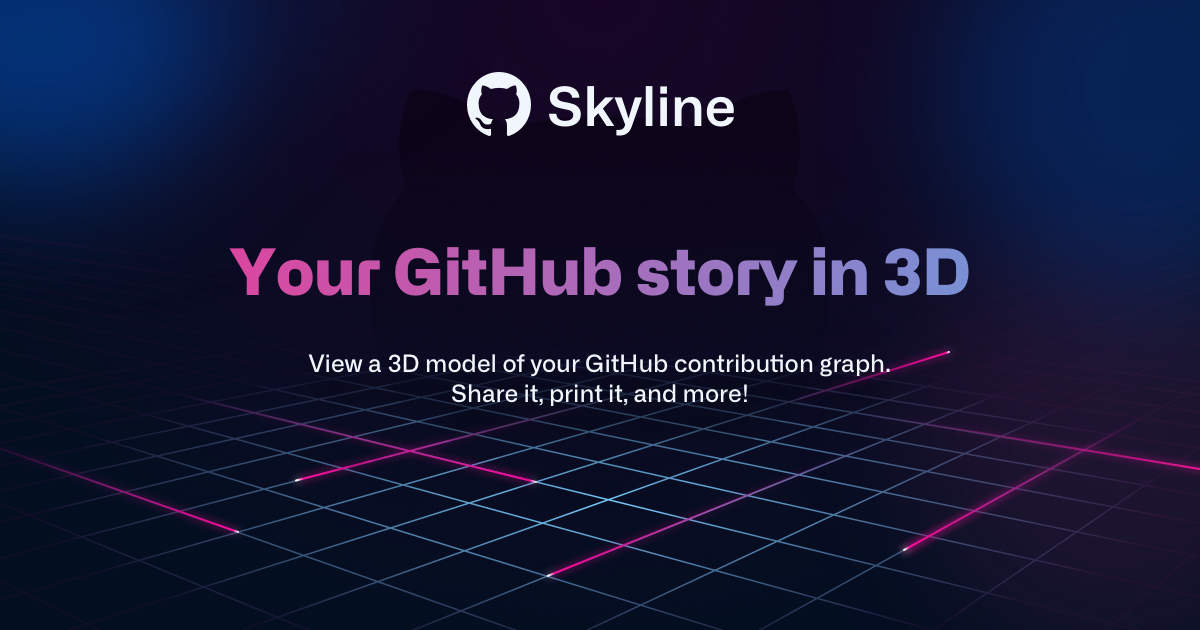 Skyline
Your GitHub story in 3D
View a 3D model of your GitHub contribution graph.
Share it, print it, and more!